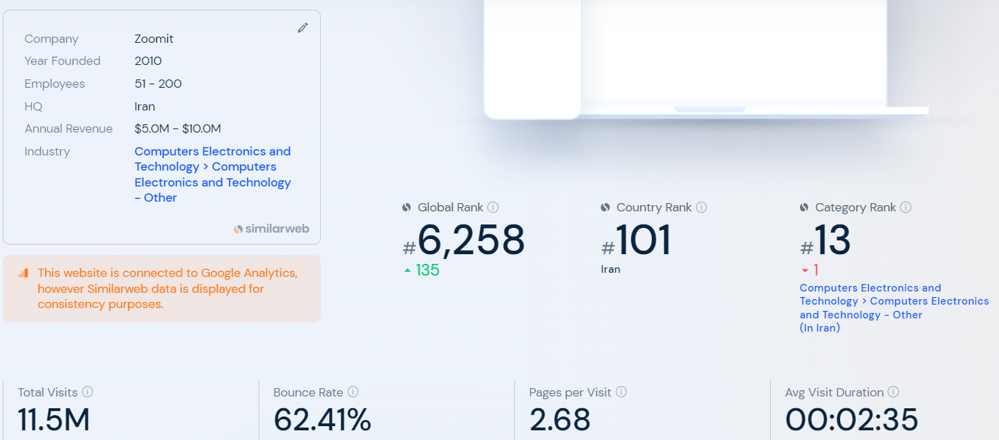 Company Zoomit
Year Founded 2010
Employees 51 - 200
HQ Iran
Annual Revenue $5.0M - $10.0M
Industry Computers Electronics and
Technology > Computers
Electronics and Technology
- Other
similarweb
This website is connected to Google Analytics,
however Similarweb data is displayed for
consistency purposes.
Global Rank
#6,258
135
Country Rank
#101
Iran
Category Rank
#13
1
Computers Electronics and
Technology > Computers Electronics
and Technology - Other
(In Iran)
Total Visits
11.5M
Bounce Rate
62.41%
Pages per Visit
2.68
Avg Visit Duration
00:02:35